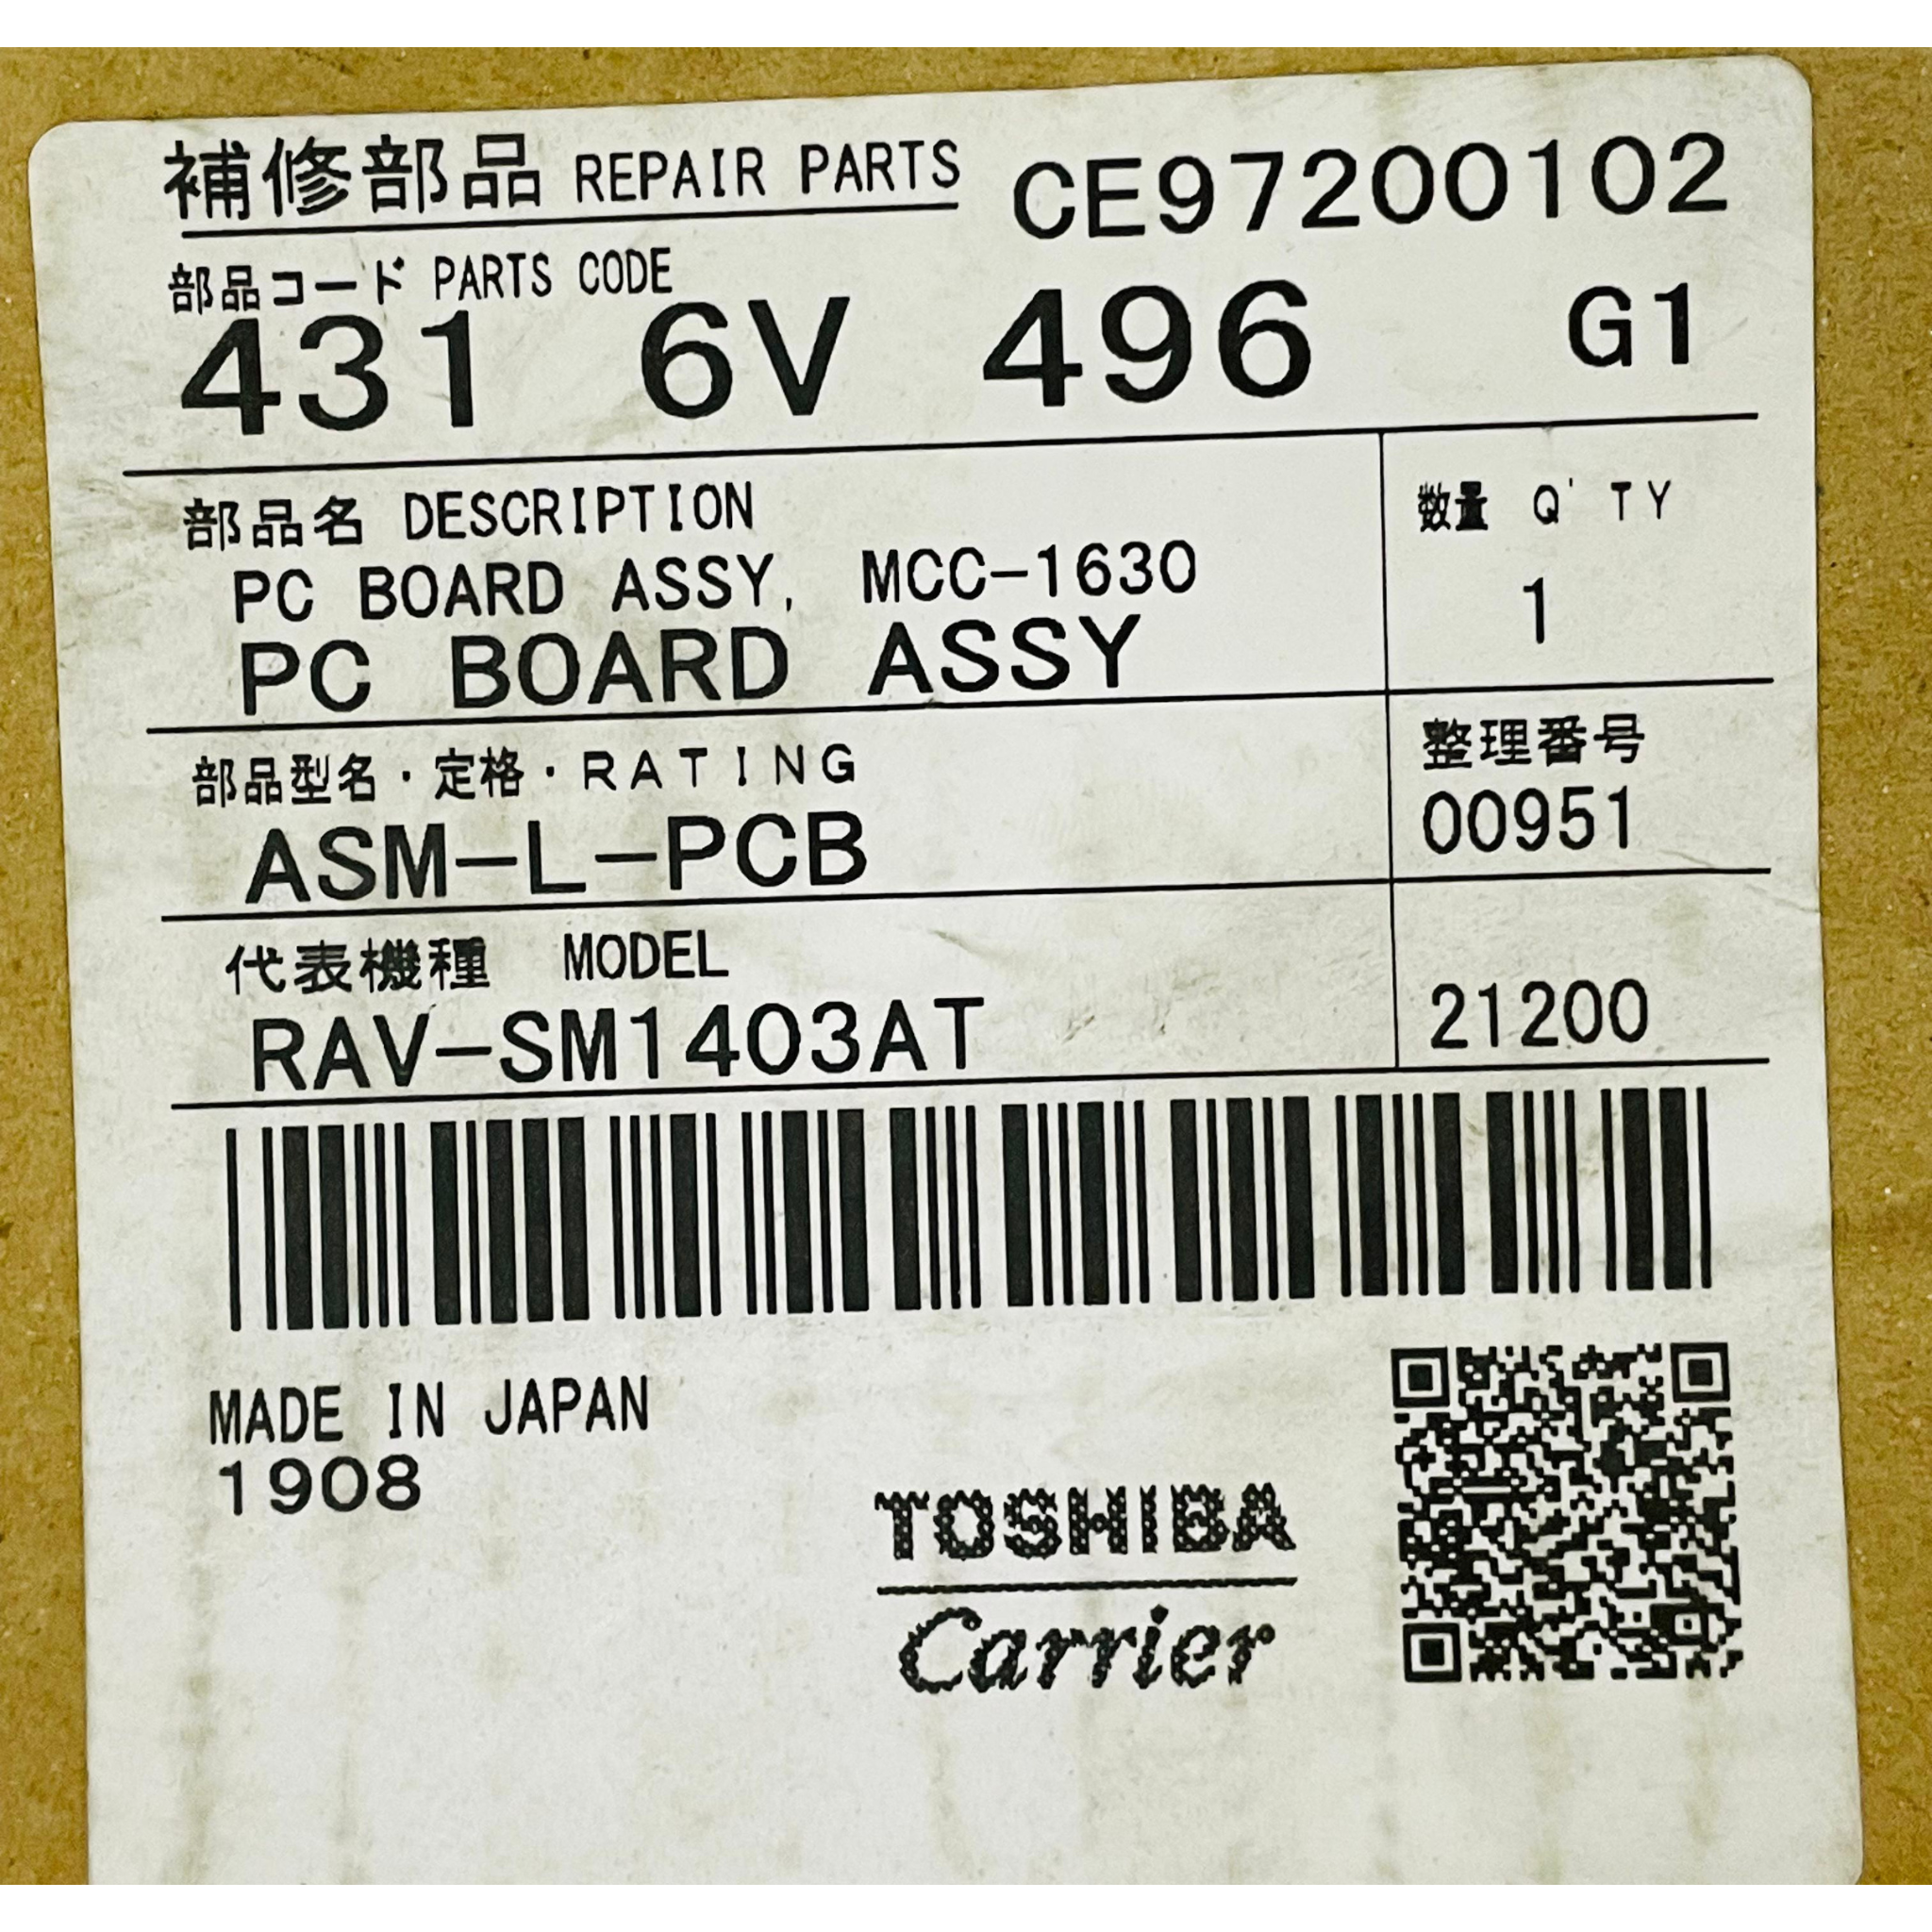 補修部品 REPAIR PARTS CE97200102
部品コード PARTS CODE
431 6V 496 G1
部品名 DESCRIPTION
PC BOARD ASSY, MCC-1630
PC BOARD ASSY
数量 Q'TY
1
部品型名・定格・RATING
ASM-L-PCB
整理番号
00951
代表機種 MODEL
RAV-SM1403AT
21200
MADE IN JAPAN
1908
TOSHIBA
Carrier